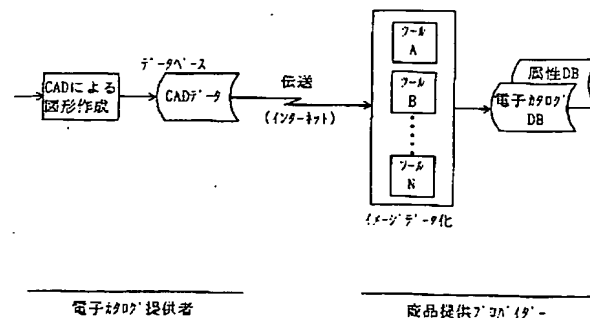 CADによる
図形作成
データベース
CADデータ
伝送
(インターネット)
ツール
A
ツール
B
ツール
N
イメージデータ化
属性DB
電子カタログ
DB
電子カタログ提供者
商品提供プロバイダー